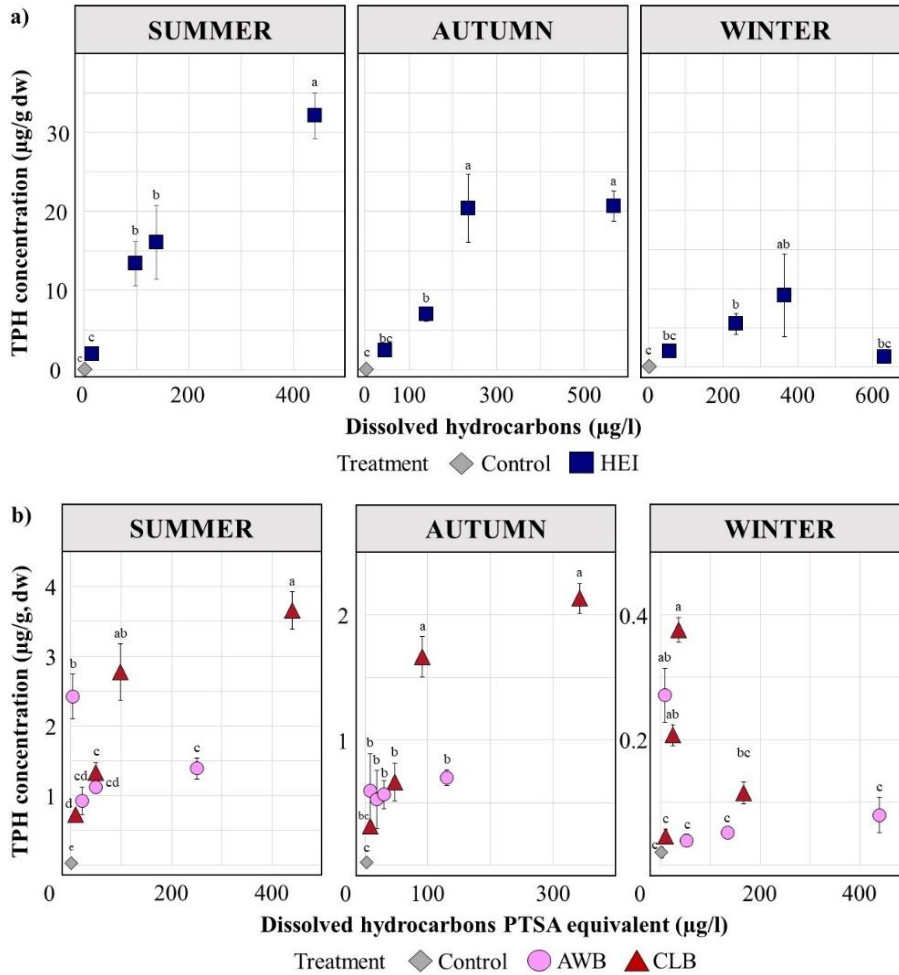 a)
SUMMER AUTUMN WINTER
TPH concentration (µg/g dw)
30
20
10
0
c c b b a
c bc b a a
c bc b ab bc
0 200 400 0 100 300 500 0 200 400 600
Dissolved hydrocarbons (µg/l)
Treatment Control HEI
b)
SUMMER AUTUMN WINTER
TPH concentration (µg/g, dw)
4
3
2
1
0
2
1
0.4
0.2
e d b cd c cd ab c a
c bc b b b b a b a
c c ab ab a c c bc c
0 200 400 0 100 300 0 200 400
Dissolved hydrocarbons PTSA equivalent (µg/l)
Treatment Control AWB CLB